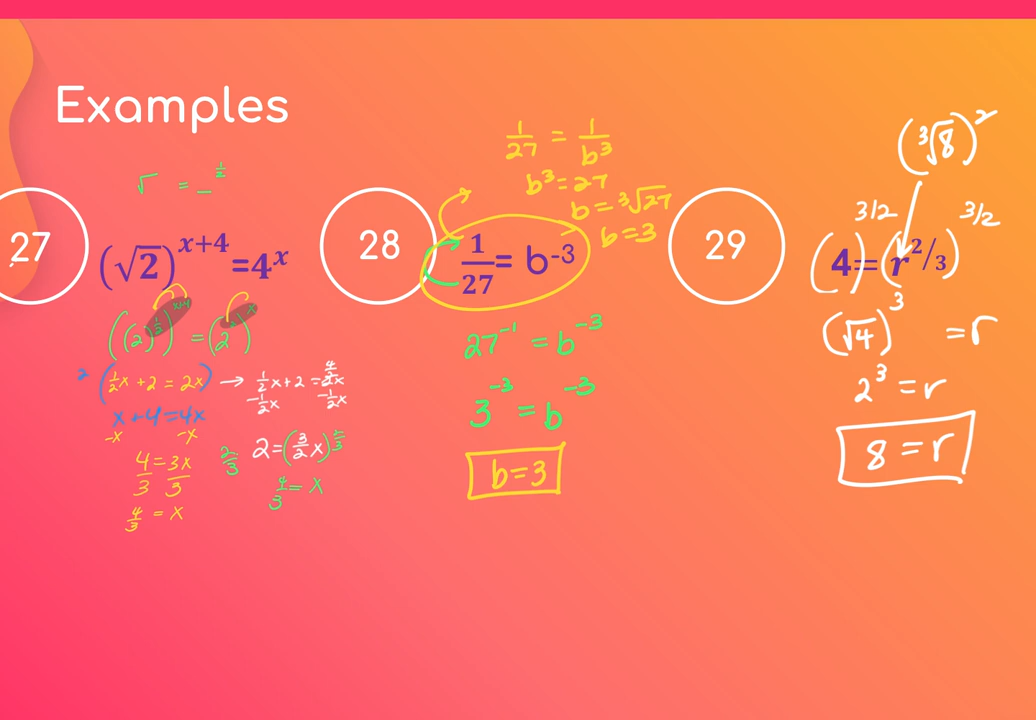 Examples
√ = _^(1/2)
27
(√2)^(x+4) = 4^x
((2)^(1/2))^(x+4) = (2^2)^x
2 (1/2x + 2 = 2x) → 1/2x + 2 = 4/2x
-1/2x -1/2x
x + 4 = 4x
-x -x
4/3 = 3x/3
4/3 = x
2/3 2 = (3/2x) 2/3
4/3 = x
28
1/27 = b^-3
1/27 = 1/b^3
b^3 = 27
b = ∛27
b = 3
27^-1 = b^-3
3^-3 = b^-3
b=3
29
(∛8)^2
(4)^3/2 = (r^2/3)^3/2
(√4)^3 = r
2^3 = r
8 = r